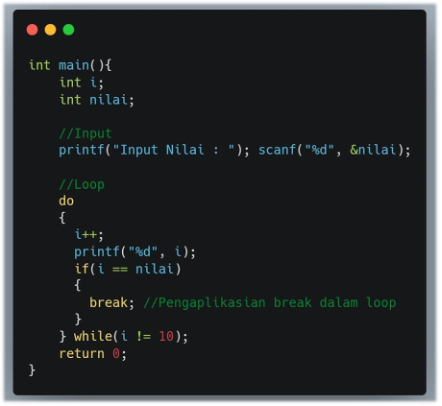 int main(){
    int i;
    int nilai;

    //Input
    printf("Input Nilai : "); scanf("%d", &nilai);

    //Loop
    do
    {
      i++;
      printf("%d", i);
      if(i == nilai)
      {
        break; //Pengaplikasian break dalam loop
      }
    } while(i != 10);
    return 0;
}